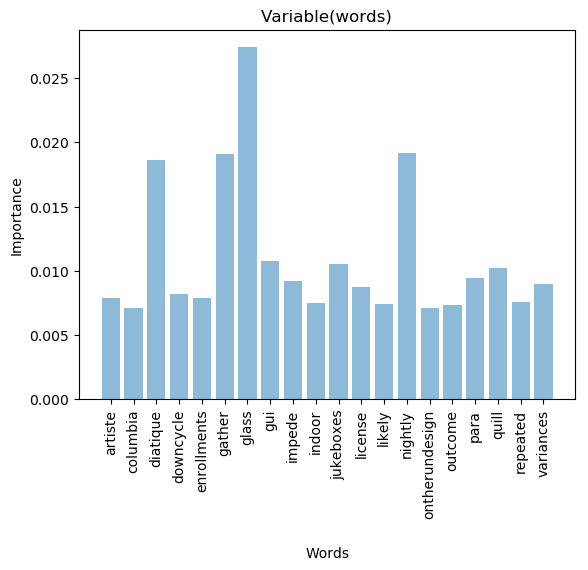 Variable(words)
Importance
0.025
0.020
0.015
0.010
0.005
0.000
artiste
columbia
diatique
downcycle
enrollments
gather
glass
gui
impede
indoor
jukeboxes
license
likely
nightly
ontherundesign
outcome
para
quill
repeated
variances
Words